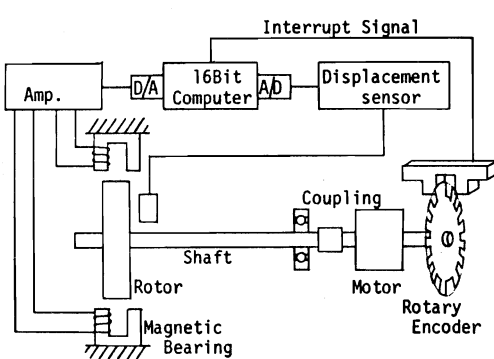 Interrupt Signal
Amp.
D/A
16Bit
Computer
A/D
Displacement
sensor
Coupling
Shaft
Rotor
Motor
Rotary
Encoder
Magnetic
Bearing